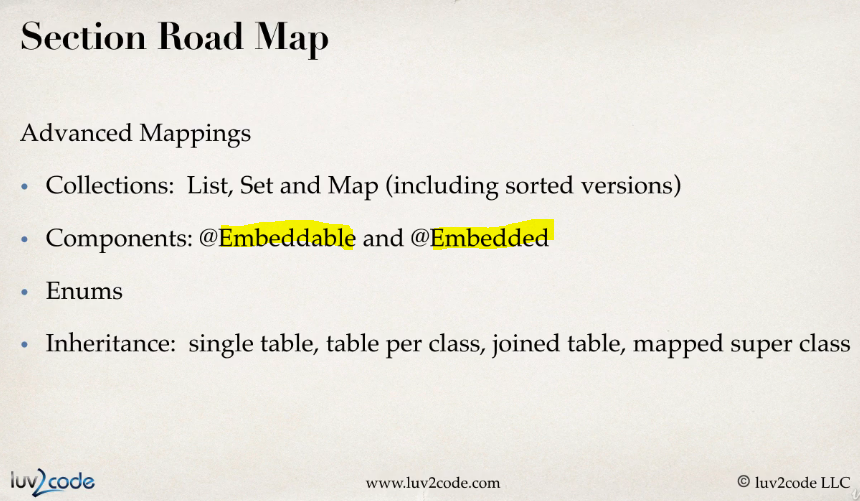 Section Road Map
Advanced Mappings
• Collections: List, Set and Map (including sorted versions)
• Components: @Embeddable and @Embedded
• Enums
• Inheritance: single table, table per class, joined table, mapped super class
luv2code
www.luv2code.com
© luv2code LLC